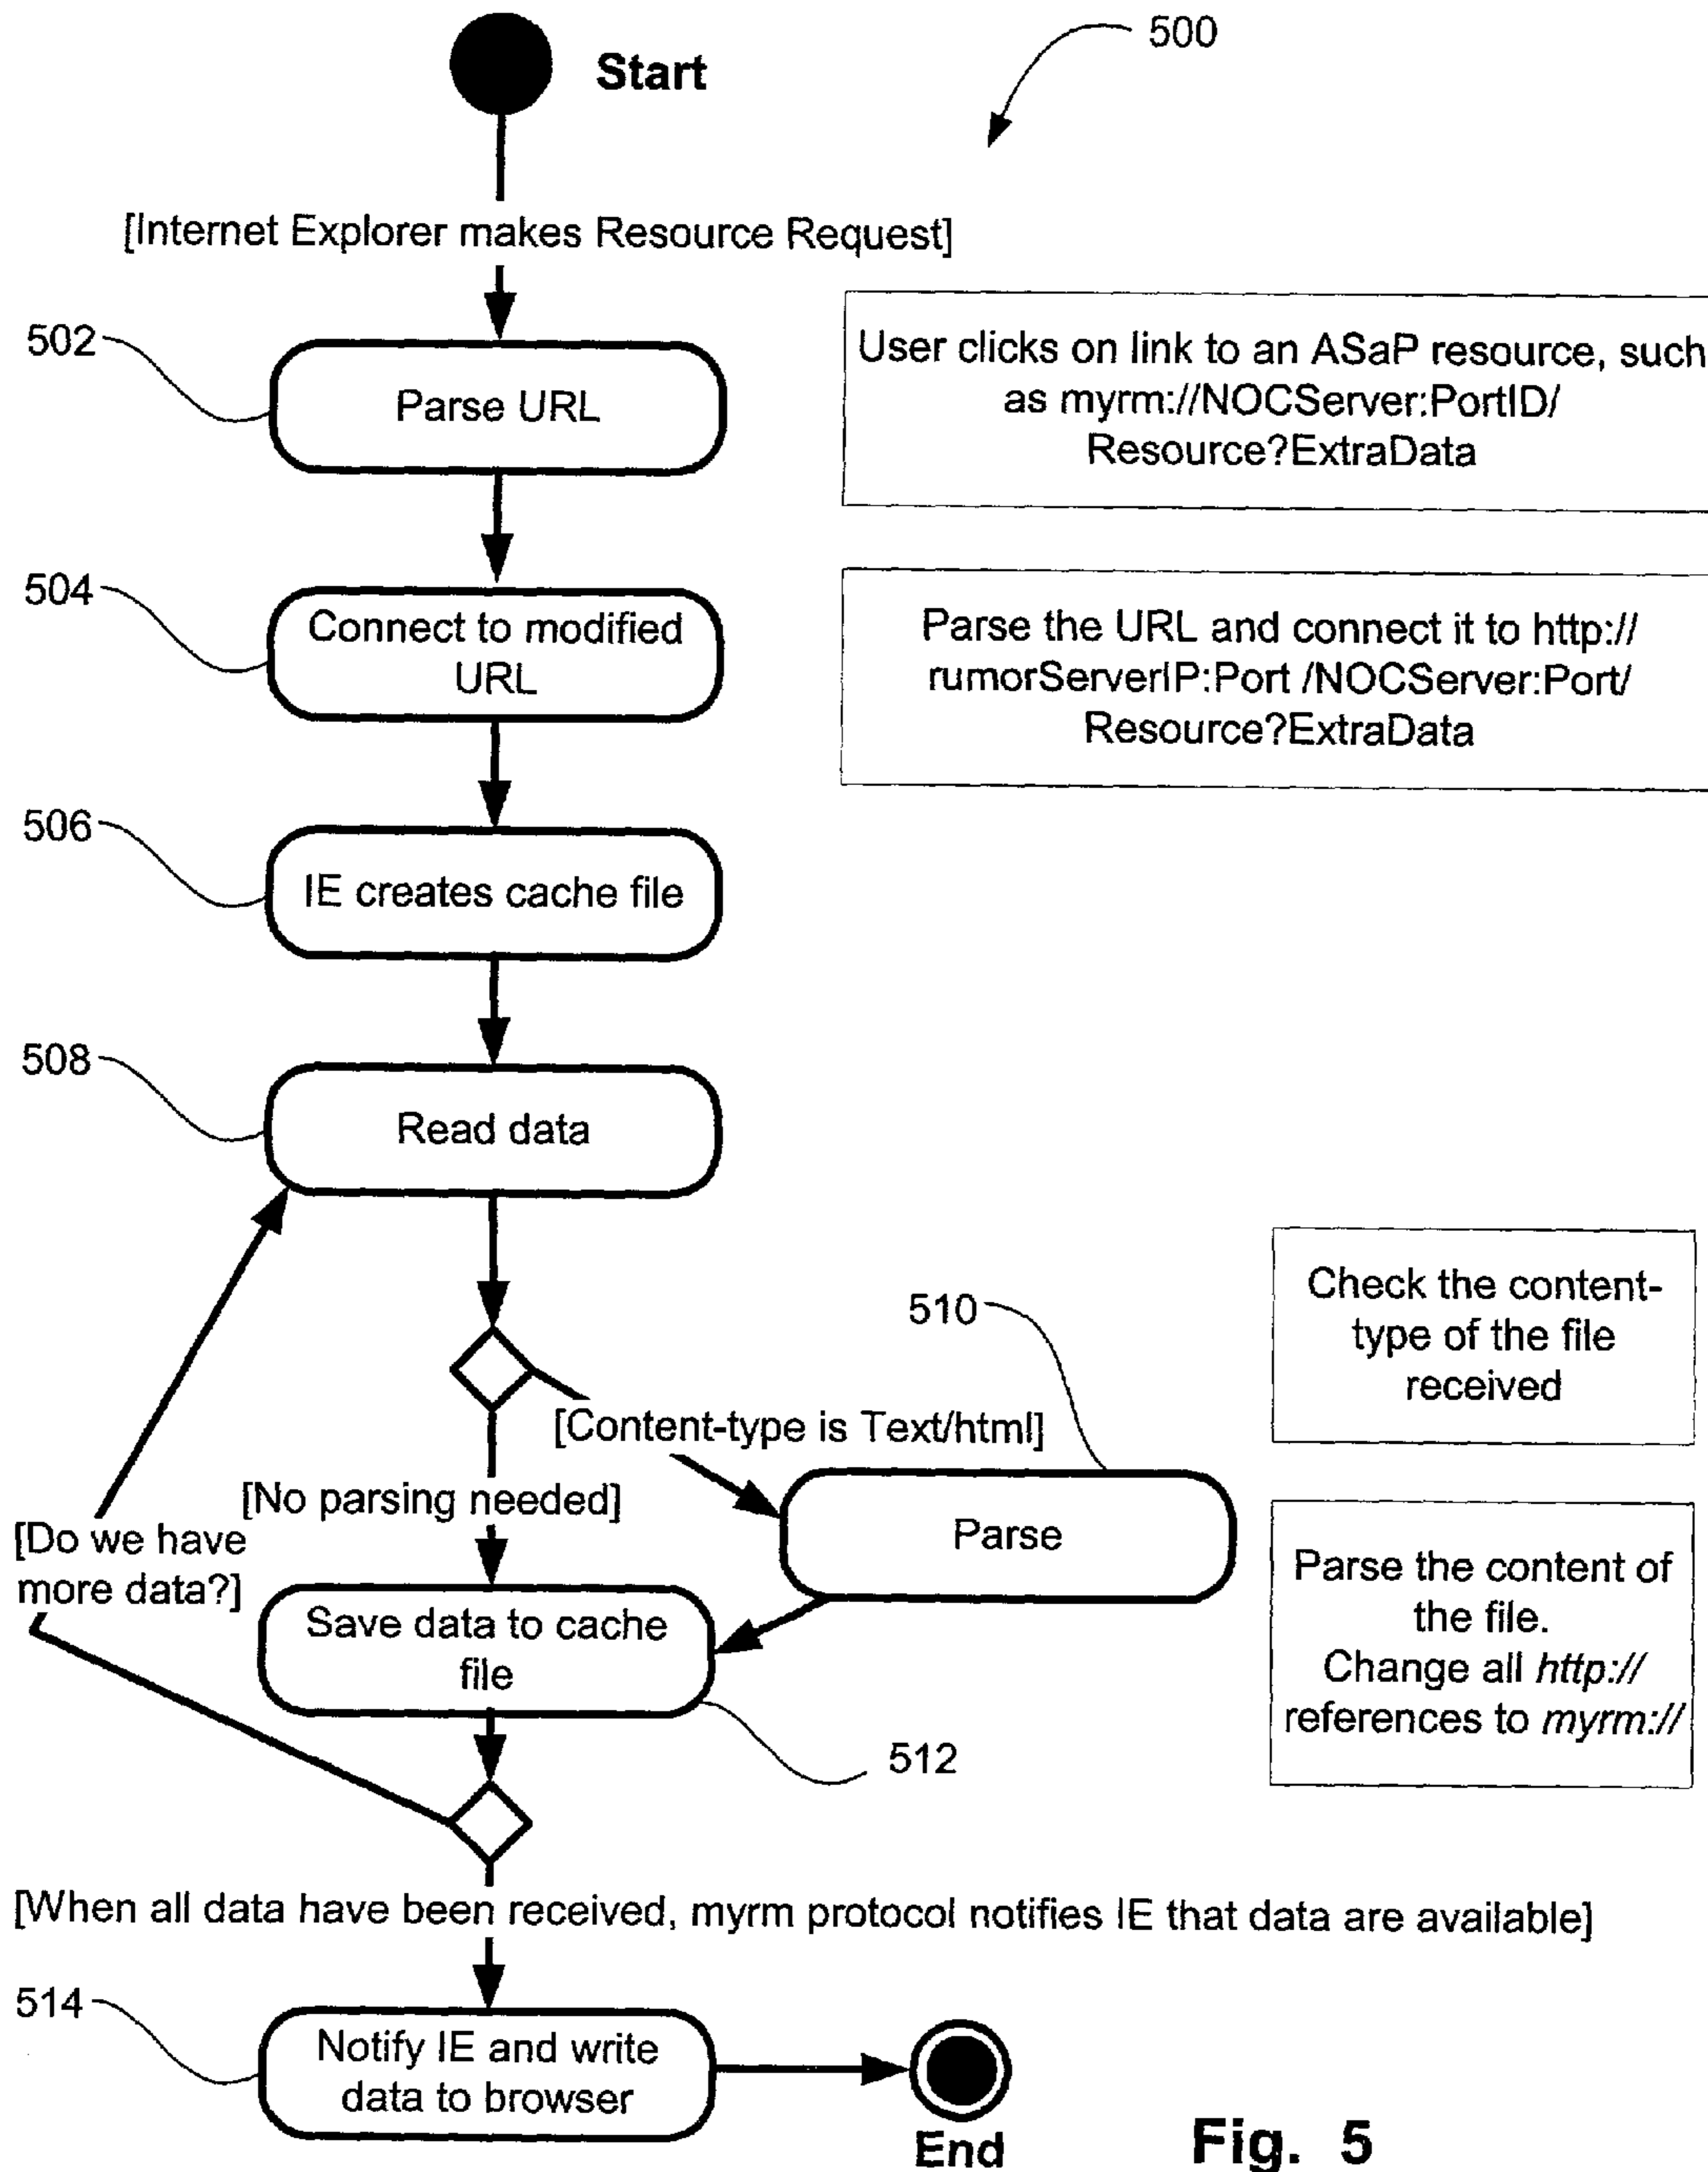 500
Start
[Internet Explorer makes Resource Request]
502
Parse URL
User clicks on link to an ASaP resource, such
as myrm://NOCServer:PortID/
Resource?ExtraData
504
Connect to modified
URL
Parse the URL and connect it to http://
rumorServerIP:Port /NOCServer:Port/
Resource?ExtraData
506
IE creates cache file
508
Read data
510
Check the content-
type of the file
received
[Content-type is Text/html]
[No parsing needed]
[Do we have
more data?]
Parse
Parse the content of
the file.
Change all http://
references to myrm://
Save data to cache
file
512
[When all data have been received, myrm protocol notifies IE that data are available]
514
Notify IE and write
data to browser
End
Fig. 5